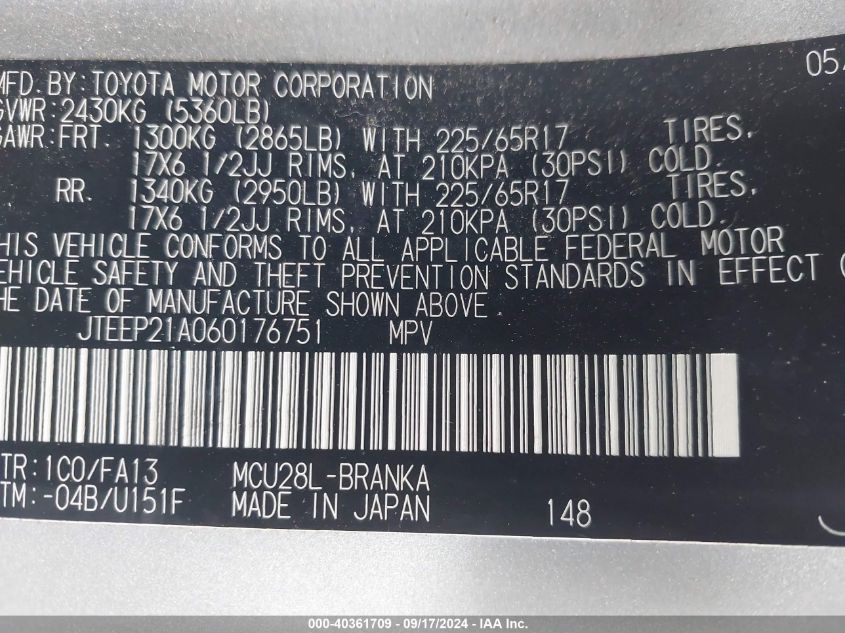 MFD. BY: TOYOTA MOTOR CORPORATION 05/
GVWR: 2430KG (5360LB)
GAWR: FRT. 1300KG (2865LB) WITH 225/65R17 TIRES,
17X6 1/2JJ RIMS, AT 210KPA (30PSI) COLD.
RR. 1340KG (2950LB) WITH 225/65R17 TIRES,
17X6 1/2JJ RIMS, AT 210KPA (30PSI) COLD.
THIS VEHICLE CONFORMS TO ALL APPLICABLE FEDERAL MOTOR
VEHICLE SAFETY AND THEFT PREVENTION STANDARDS IN EFFECT
THE DATE OF MANUFACTURE SHOWN ABOVE.
JTEEP21A060176751 MPV
TR: 1C0/FA13 MCU28L-BRANKA
TM: -04B/U151F MADE IN JAPAN 148
000-40361709 - 09/17/2024 - IAA Inc.